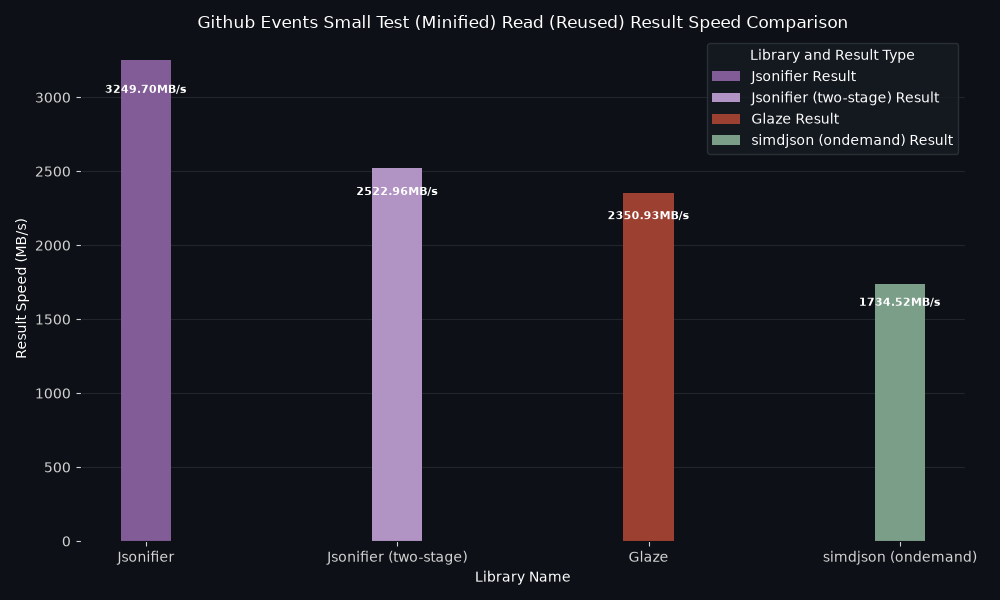 Github Events Small Test (Minified) Read (Reused) Result Speed Comparison
Library and Result Type
Jsonifier Result
Jsonifier (two-stage) Result
Glaze Result
simdjson (ondemand) Result
Result Speed (MB/s)
3000
2500
2000
1500
1000
500
0
3249.70MB/s
2522.96MB/s
2350.93MB/s
1734.52MB/s
Jsonifier
Jsonifier (two-stage)
Glaze
simdjson (ondemand)
Library Name